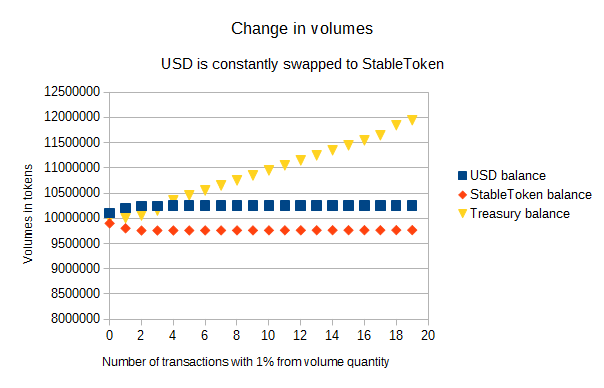 Change in volumes
USD is constantly swapped to StableToken
12500000
12000000
11500000
11000000
10500000
10000000
9500000
9000000
8500000
8000000
Volumes in tokens
0 2 4 6 8 10 12 14 16 18 20
Number of transactions with 1% from volume quantity
USD balance
StableToken balance
Treasury balance